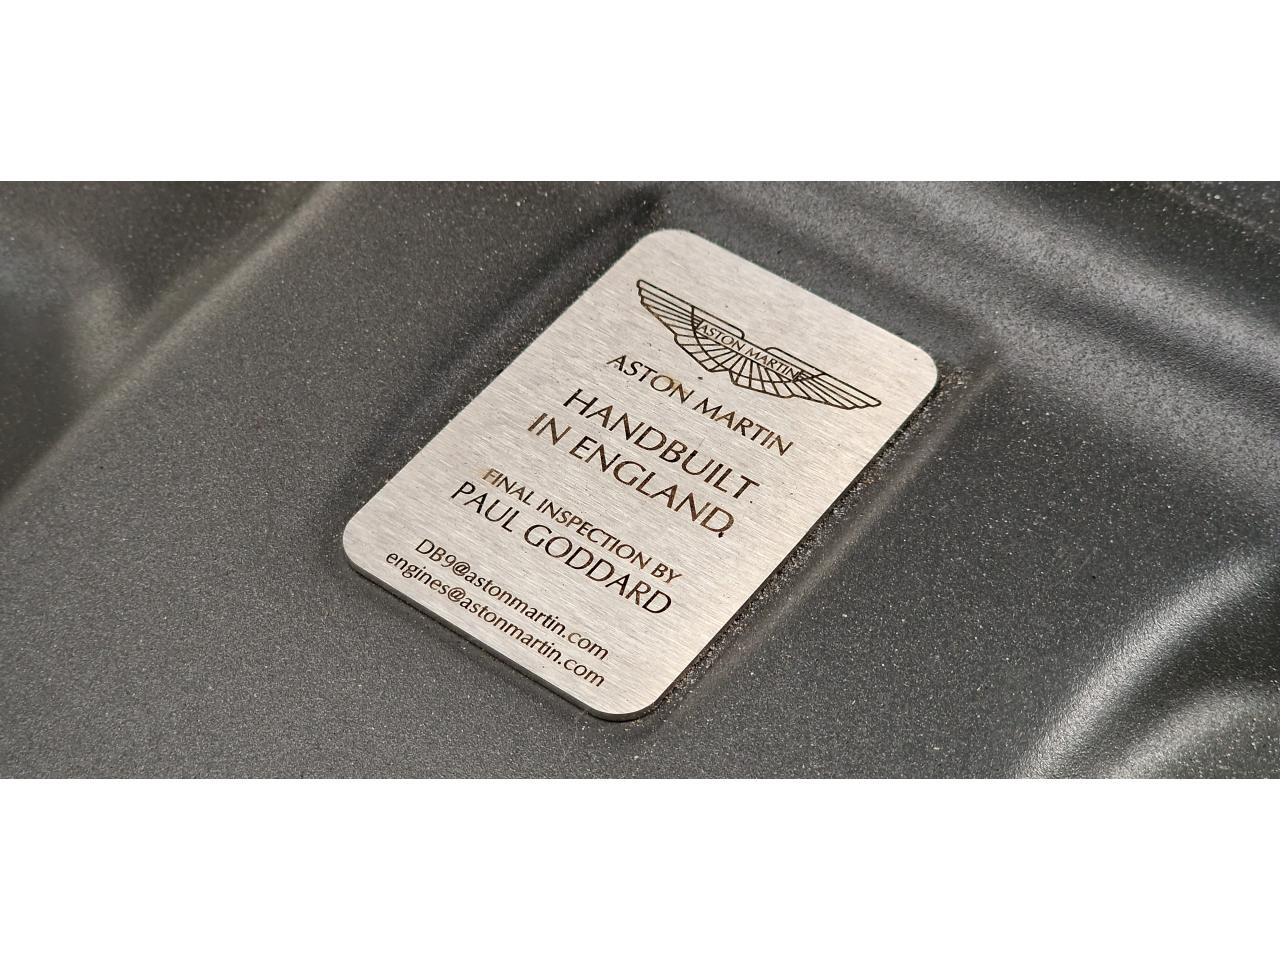 ASTON MARTIN
ASTON MARTIN
HANDBUILT
IN ENGLAND
FINAL INSPECTION BY
PAUL GODDARD
DB9@astonmartin.com
engines@astonmartin.com